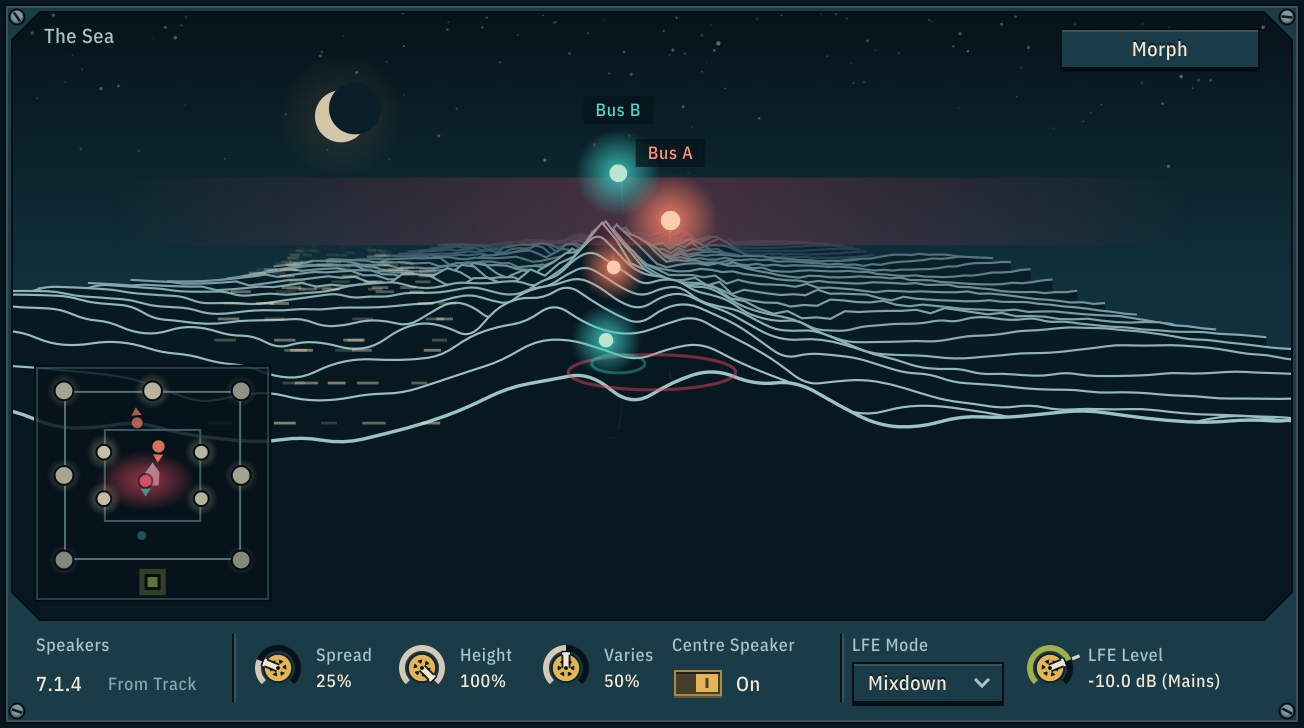 The Sea
Morph
Bus B
Bus A
Speakers
7.1.4 From Track
Spread
25%
Height
100%
Varies
50%
Centre Speaker
On
LFE Mode
Mixdown
LFE Level
-10.0 dB (Mains)